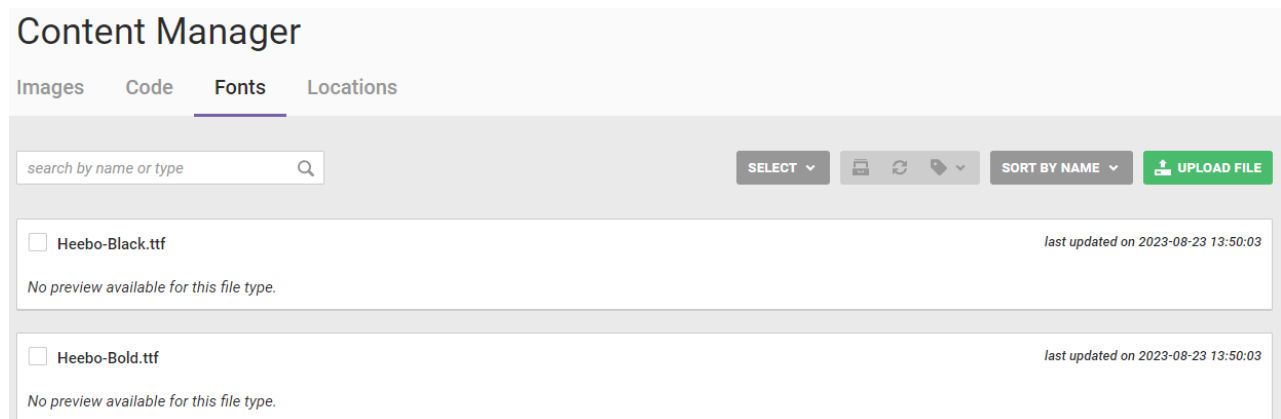 Content Manager
Images Code Fonts Locations
search by name or type SELECT SORT BY NAME UPLOAD FILE
Heebo-Black.ttf last updated on 2023-08-23 13:50:03
No preview available for this file type.
Heebo-Bold.ttf last updated on 2023-08-23 13:50:03
No preview available for this file type.